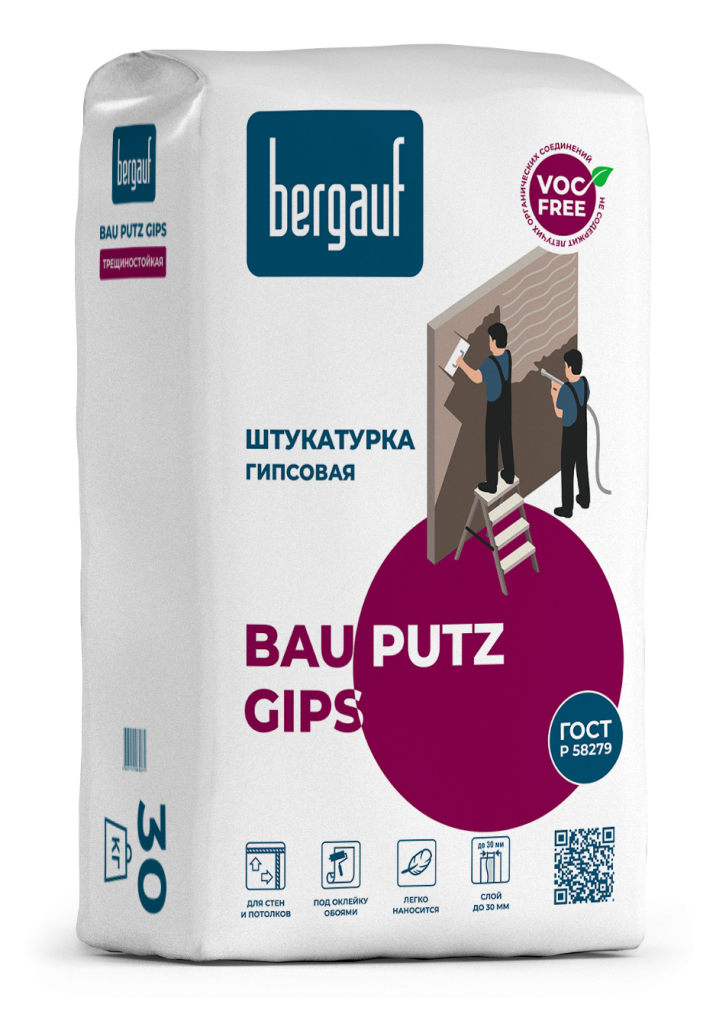 bergauf
BAU PUTZ GIPS
ТРЕЩИНОСТОЙКАЯ
30
КГ
bergauf
НЕ СОДЕРЖИТ ЛЕТУЧИХ ОРГАНИЧЕСКИХ СОЕДИНЕНИЙ
VOC
FREE
ШТУКАТУРКА
ГИПСОВАЯ
BAU PUTZ
GIPS
ГОСТ
Р 58279
ДЛЯ СТЕН
И ПОТОЛКОВ
ПОД ОКЛЕЙКУ
ОБОЯМИ
ЛЕГКО
НАНОСИТСЯ
до 30 мм
СЛОЙ
ДО 30 ММ